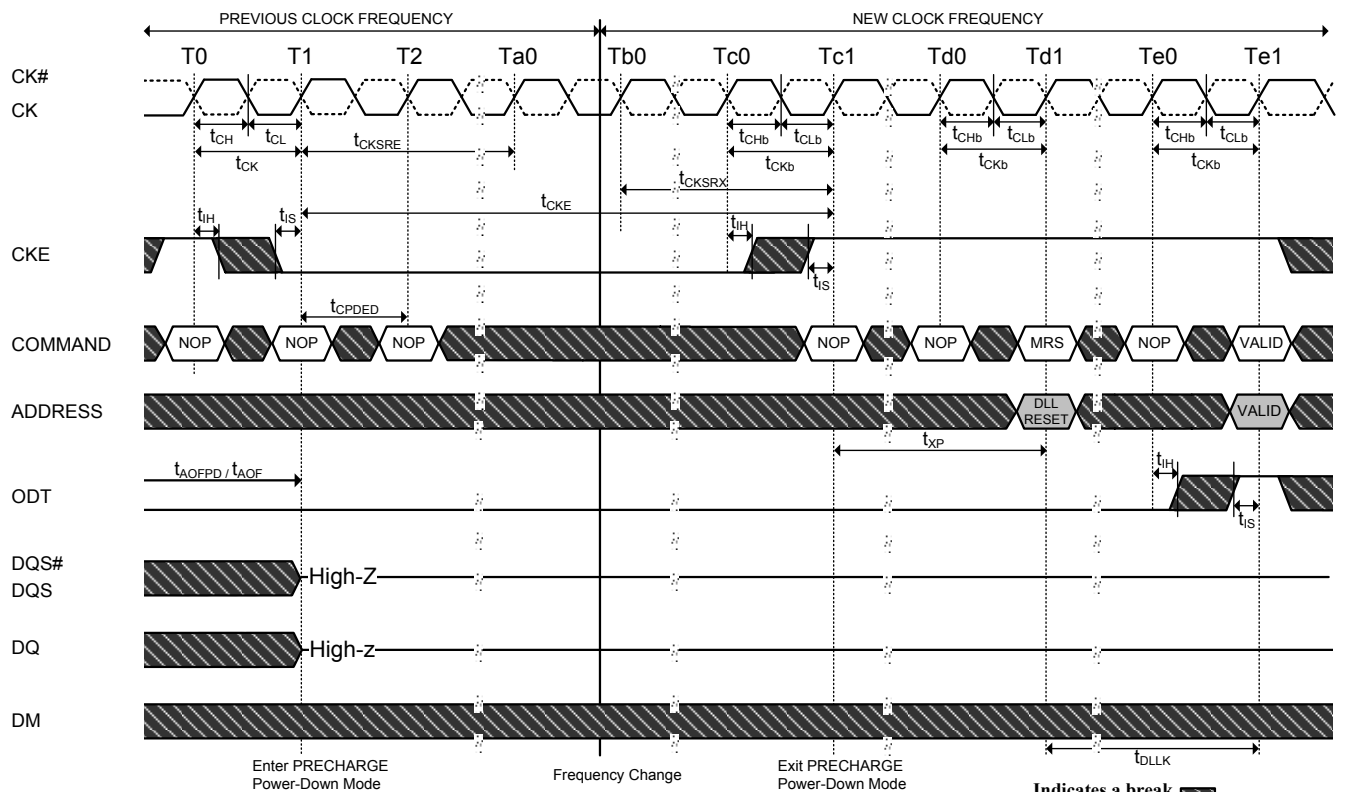 PREVIOUS CLOCK FREQUENCY NEW CLOCK FREQUENCY
T0 T1 T2 Ta0 Tb0 Tc0 Tc1 Td0 Td1 Te0 Te1
CK#
CK
tCH tCL tCKSRE tCHb tCLb tCHb tCLb tCHb tCLb
tCK tCKb tCKb tCKb
tCKSRX
tCKE
tIH tIS tIH
CKE
tIS
tCPDED
COMMAND NOP NOP NOP NOP NOP MRS NOP VALID
ADDRESS DLL RESET VALID
tXP
tAOFPD / tAOF tIH
ODT
tIS
DQS#
DQS High-Z
DQ High-z
DM
tDLLK
Enter PRECHARGE
Power-Down Mode
Frequency Change
Exit PRECHARGE
Power-Down Mode
Indicates a break